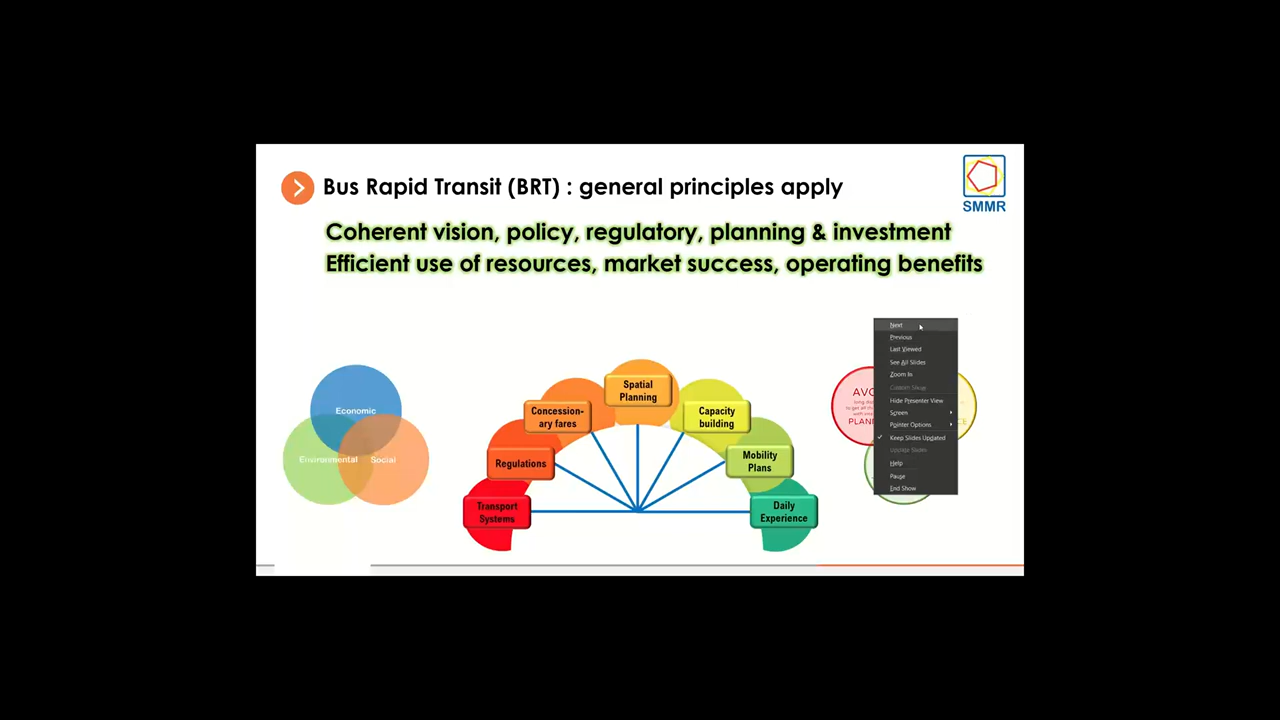 Bus Rapid Transit (BRT) : general principles apply
SMMR
Coherent vision, policy, regulatory, planning & investment
Efficient use of resources, market success, operating benefits
Economic
Environmental
Social
Transport
Systems
Regulations
Concession-
ary fares
Spatial
Planning
Capacity
building
Mobility
Plans
Daily
Experience
Next
Previous
Last Viewed
See All Slides
Zoom In
Custom Show
Hide Presenter View
Screen
Pointer Options
Keep Slides Updated
Update Slides
Help
Pause
End Show